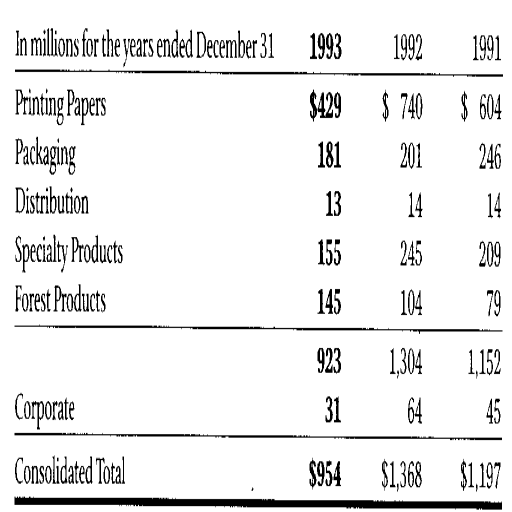 In millions for the years ended December 31 1993 1992 1991
Printing Papers $429 $ 740 $ 604
Packaging 181 201 246
Distribution 13 14 14
Specialty Products 155 245 209
Forest Products 145 104 79
923 1,304 1,152
Corporate 31 64 45
Consolidated Total $954 $1,368 $1,197